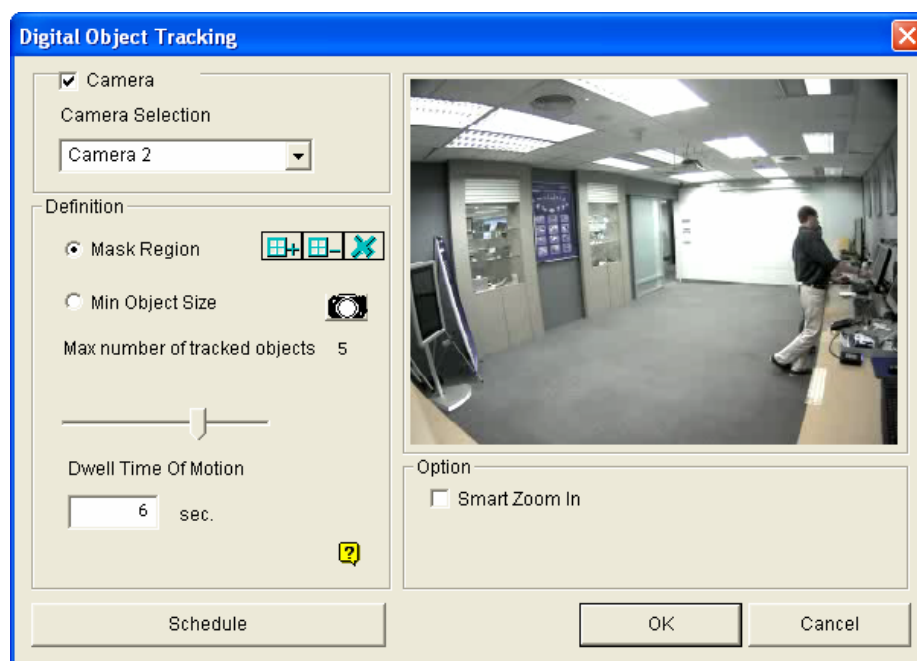 Digital Object Tracking
Camera
Camera Selection
Camera 2
Definition
Mask Region
Min Object Size
Max number of tracked objects 5
Dwell Time Of Motion
6 sec.
?
Option
Smart Zoom In
Schedule
OK
Cancel